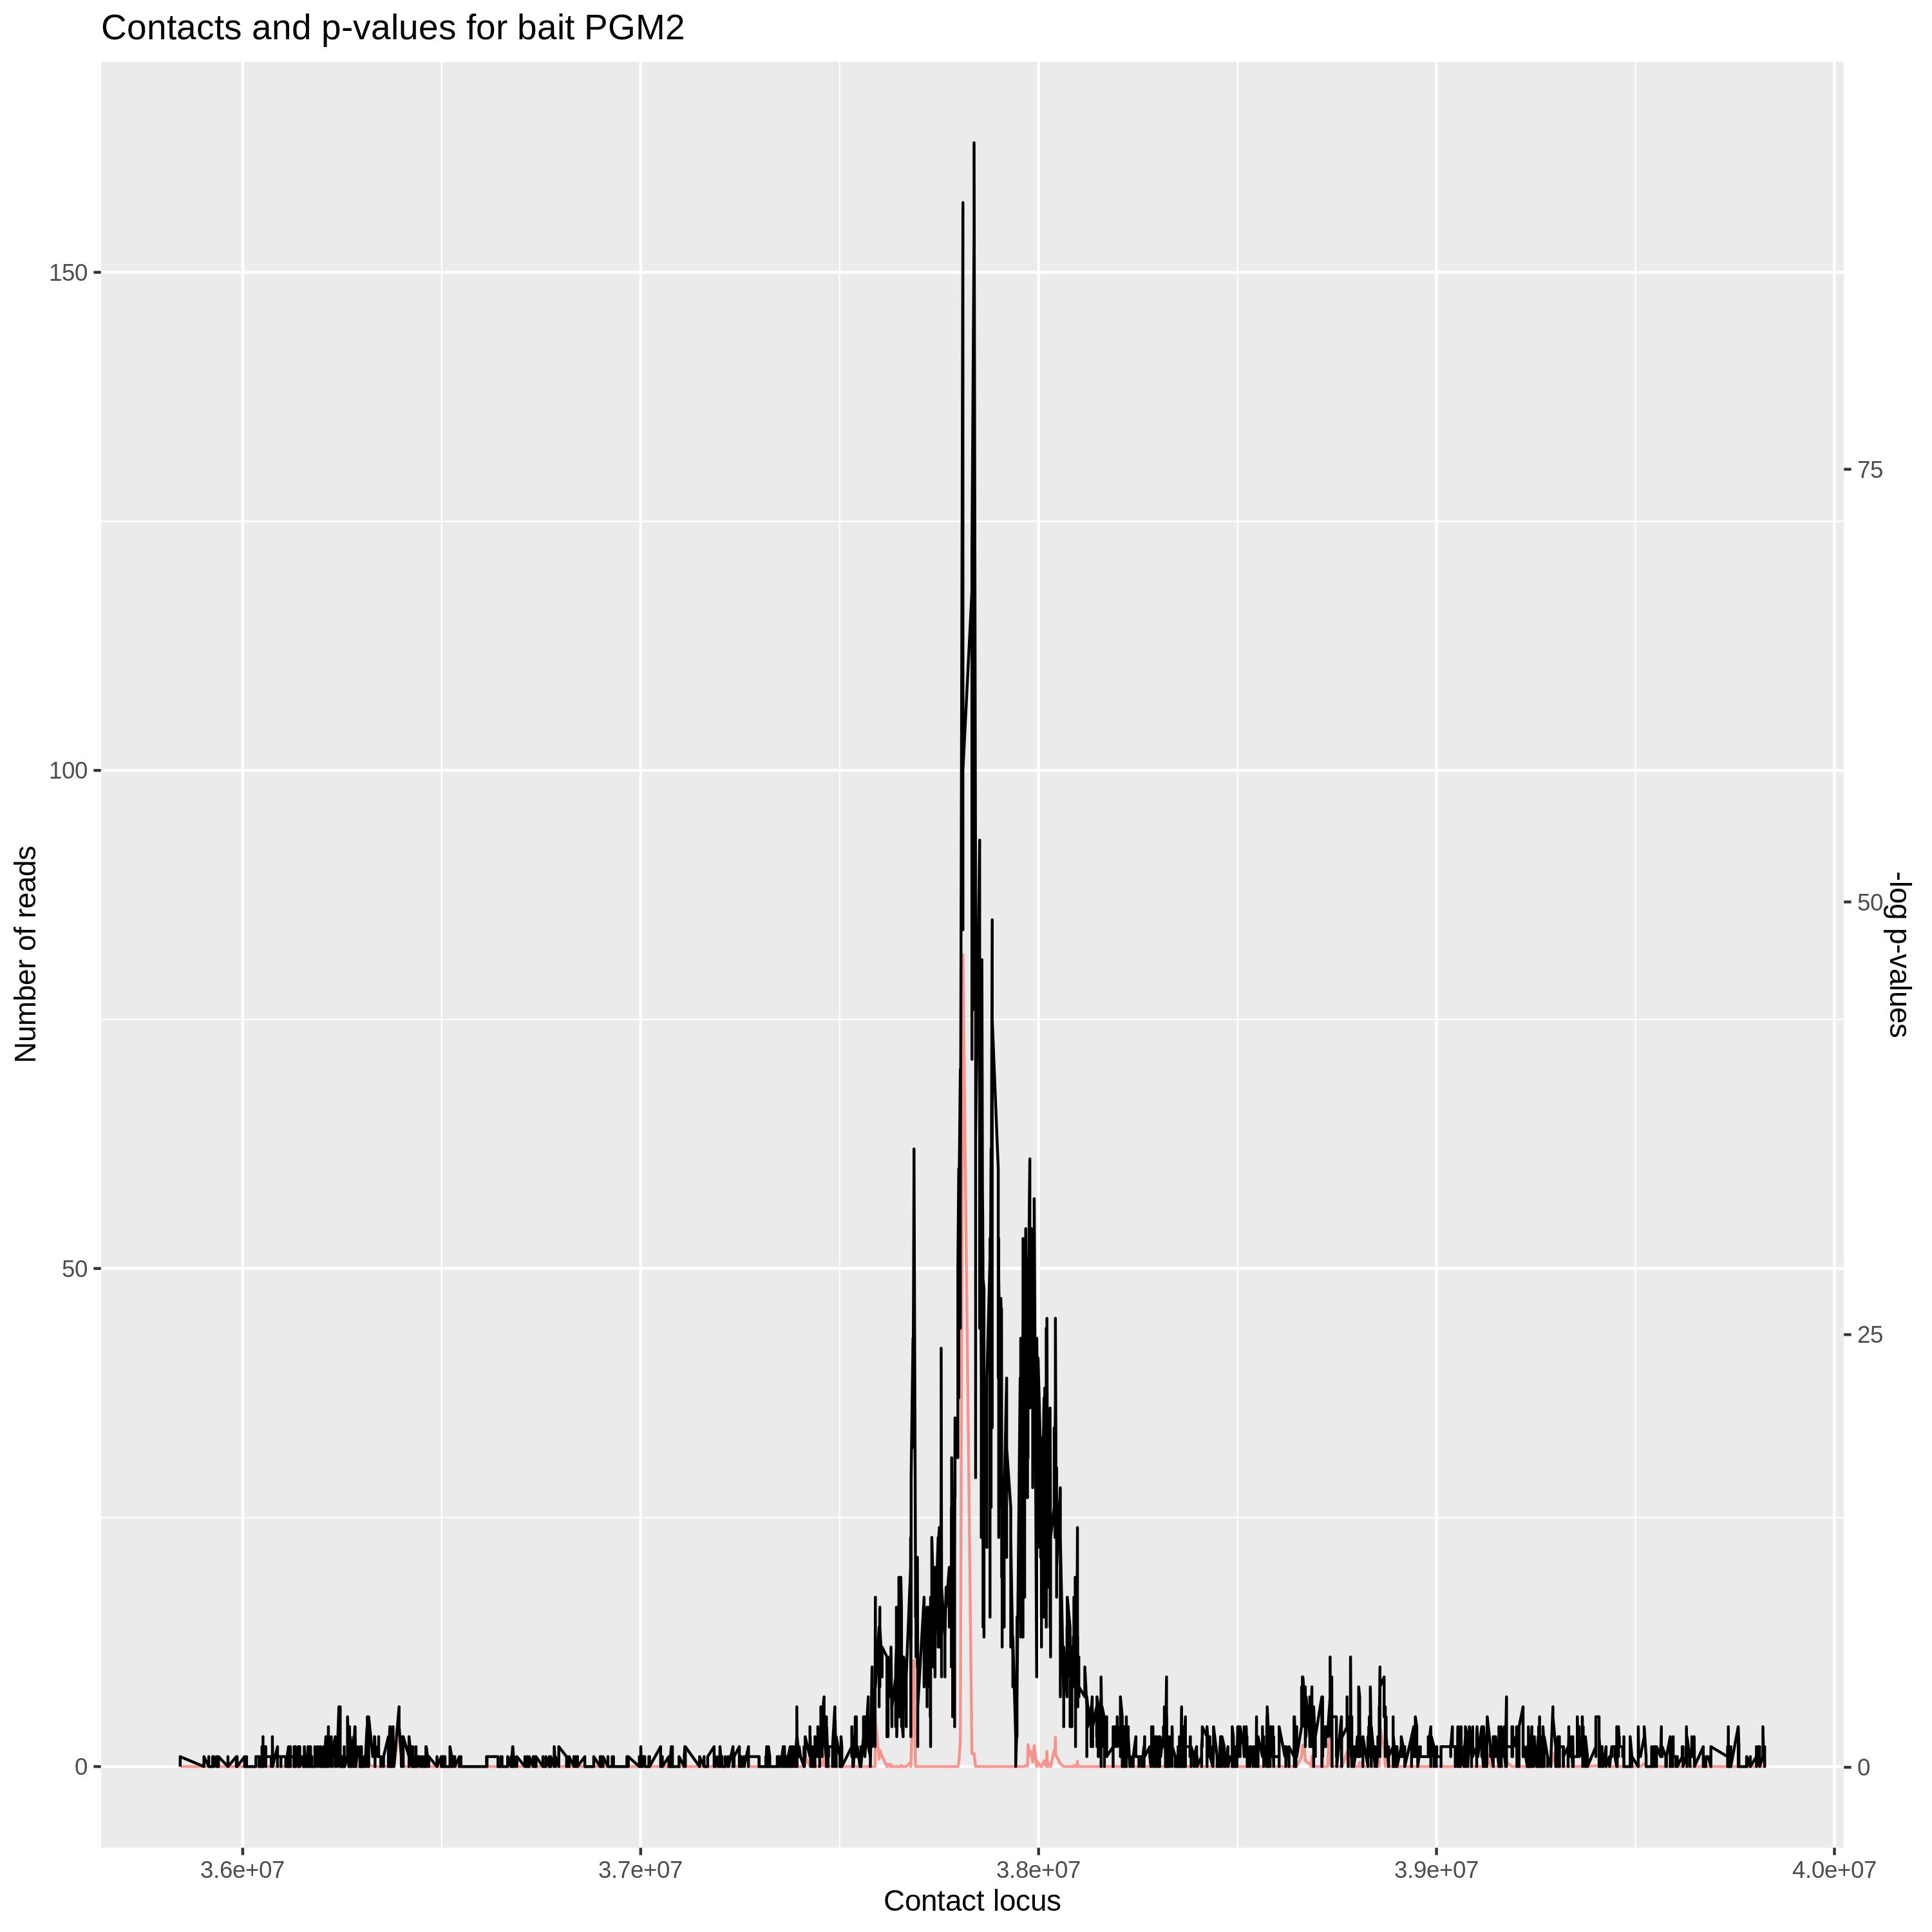 Contacts and p-values for bait PGM2
Number of reads
150
100
50
0
75
50
25
0
-log p-values
3.6e+07
3.7e+07
3.8e+07
3.9e+07
4.0e+07
Contact locus